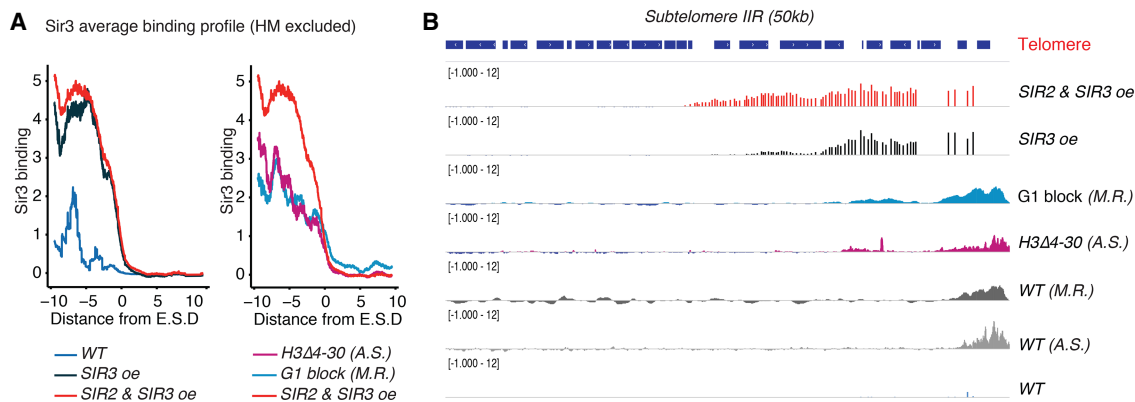 A
Sir3 average binding profile (HM excluded)
Sir3 binding
5
4
3
2
1
0
−10
−5
0
5
10
Distance from E.S.D
WT
SIR3 oe
SIR2 & SIR3 oe
Sir3 binding
5
4
3
2
1
0
−10
−5
0
5
10
Distance from E.S.D
H3Δ4-30 (A.S.)
G1 block (M.R.)
SIR2 & SIR3 oe
B
Subtelomere IIR (50kb)
Telomere
[-1.000 - 12]
SIR2 & SIR3 oe
[-1.000 - 12]
SIR3 oe
[-1.000 - 12]
G1 block (M.R.)
[-1.000 - 12]
H3Δ4-30 (A.S.)
[-1.000 - 12]
WT (M.R.)
[-1.000 - 12]
WT (A.S.)
[-1.000 - 12]
WT